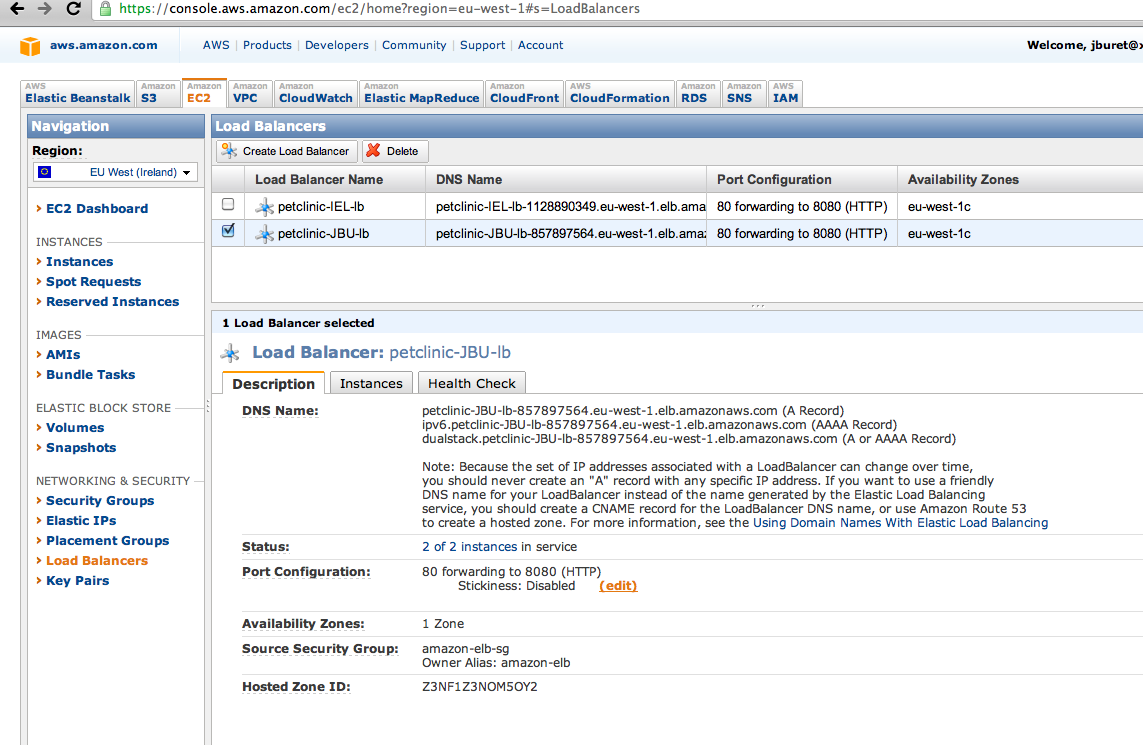 https://console.aws.amazon.com/ec2/home?region=eu-west-1#s=LoadBalancers
aws.amazon.com AWS | Products | Developers | Community | Support | Account Welcome, jburet@x
AWS Amazon Amazon Amazon Amazon Amazon Amazon AWS Amazon Amazon AWS
Elastic Beanstalk S3 EC2 VPC CloudWatch Elastic MapReduce CloudFront CloudFormation RDS SNS IAM
Navigation
Region:
EU West (Ireland)
EC2 Dashboard
INSTANCES
Instances
Spot Requests
Reserved Instances
IMAGES
AMIs
Bundle Tasks
ELASTIC BLOCK STORE
Volumes
Snapshots
NETWORKING & SECURITY
Security Groups
Elastic IPs
Placement Groups
Load Balancers
Key Pairs
Load Balancers
Create Load Balancer Delete
Load Balancer Name DNS Name Port Configuration Availability Zones
petclinic-IEL-lb petclinic-IEL-lb-1128890349.eu-west-1.elb.ama 80 forwarding to 8080 (HTTP) eu-west-1c
petclinic-JBU-lb petclinic-JBU-lb-857897564.eu-west-1.elb.ama 80 forwarding to 8080 (HTTP) eu-west-1c
1 Load Balancer selected
Load Balancer: petclinic-JBU-lb
Description Instances Health Check
DNS Name: petclinic-JBU-lb-857897564.eu-west-1.elb.amazonaws.com (A Record)
ipv6.petclinic-JBU-lb-857897564.eu-west-1.elb.amazonaws.com (AAAA Record)
dualstack.petclinic-JBU-lb-857897564.eu-west-1.elb.amazonaws.com (A or AAAA Record)
Note: Because the set of IP addresses associated with a LoadBalancer can change over time,
you should never create an "A" record with any specific IP address. If you want to use a friendly
DNS name for your LoadBalancer instead of the name generated by the Elastic Load Balancing
service, you should create a CNAME record for the LoadBalancer DNS name, or use Amazon Route 53
to create a hosted zone. For more information, see the Using Domain Names With Elastic Load Balancing
Status: 2 of 2 instances in service
Port Configuration: 80 forwarding to 8080 (HTTP)
Stickiness: Disabled (edit)
Availability Zones: 1 Zone
Source Security Group: amazon-elb-sg
Owner Alias: amazon-elb
Hosted Zone ID: Z3NF1Z3NOM5OY2